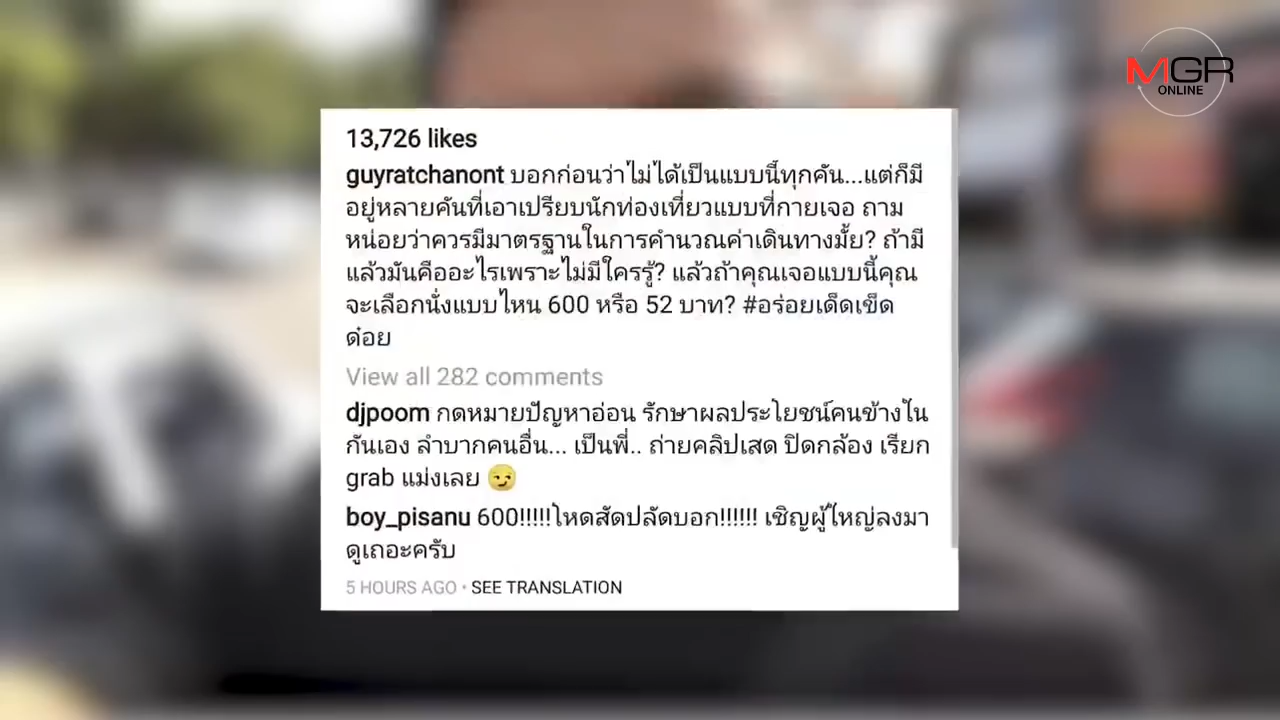 MGR
ONLINE
13,726 likes
guyratchanont บอกก่อนว่าไม่ได้เป็นแบบนี้ทุกคัน...แต่ก็มี
อยู่หลายคันที่เอาเปรียบนักท่องเที่ยวแบบที่กายเจอ ถาม
หน่อยว่าควรมีมาตรฐานในการคำนวณค่าเดินทางมั้ย? ถ้ามี
แล้วมันคืออะไรเพราะไม่มีใครรู้? แล้วถ้าคุณเจอแบบนี้คุณ
จะเลือกนั่งแบบไหน 600 หรือ 52 บาท? #อร่อยเด็ดเข็ด
ด๋อย
View all 282 comments
djpoom กดหมายปัญหาอ่อน รักษาผลประโยชน์คนข้างใน
กันเอง ลำบากคนอื่น... เป็นพี่.. ถ่ายคลิปเสด ปิดกล้อง เรียก
grab แม่งเลย 😏
boy_pisanu 600!!!!!โหดสัดปลัดบอก!!!!!! เชิญผู้ใหญ่ลงมา
ดูเถอะครับ
5 HOURS AGO • SEE TRANSLATION